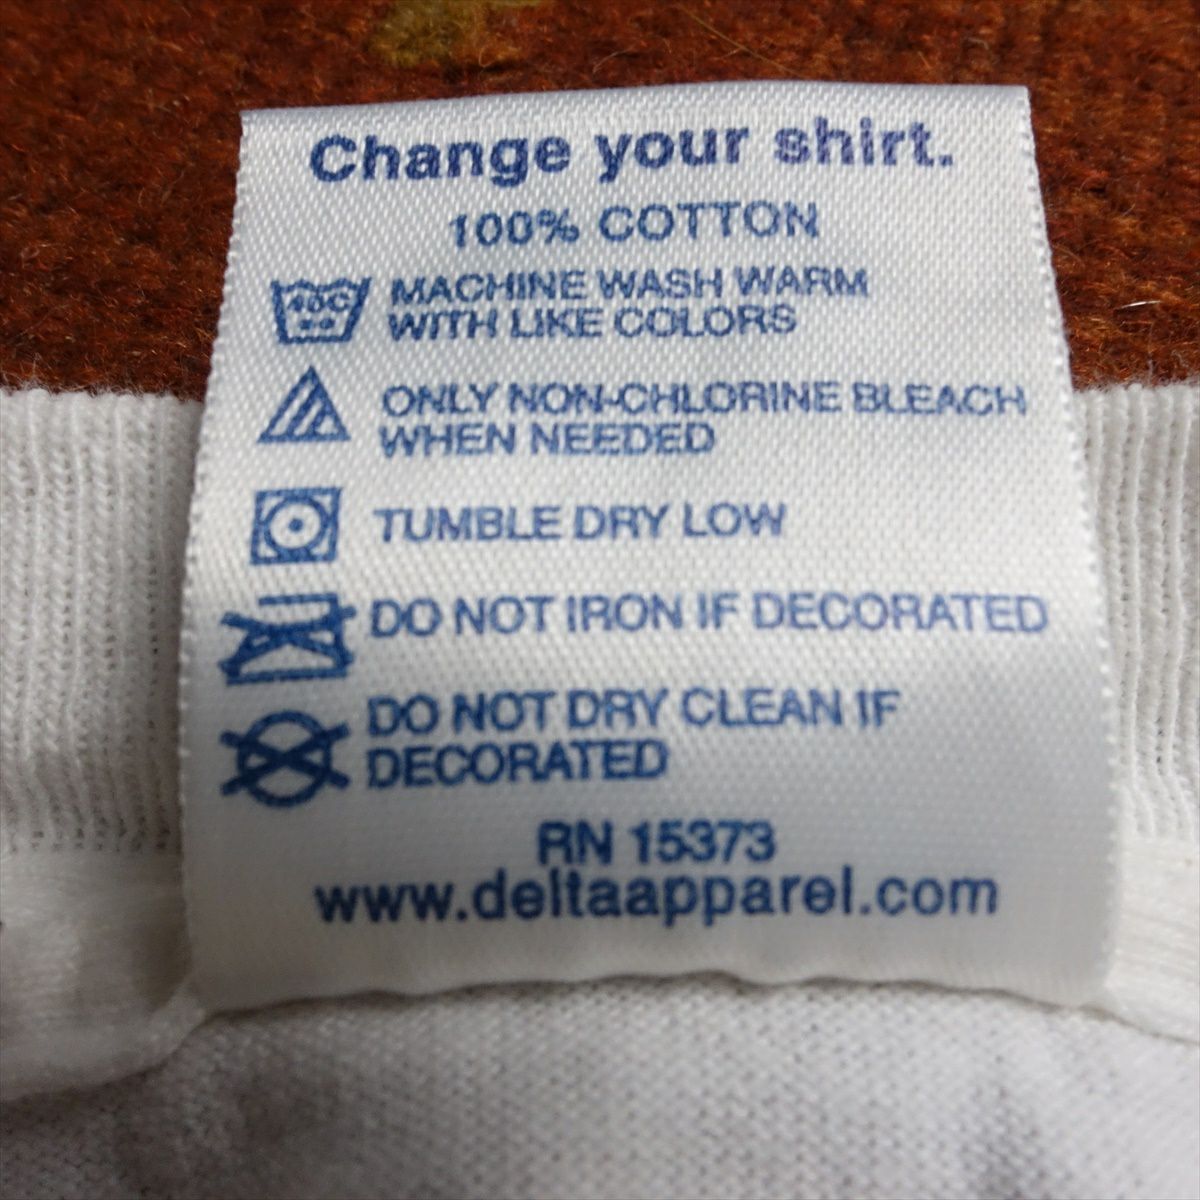 Change your shirt.
100% COTTON
40C
MACHINE WASH WARM
WITH LIKE COLORS
ONLY NON-CHLORINE BLEACH
WHEN NEEDED
TUMBLE DRY LOW
DO NOT IRON IF DECORATED
DO NOT DRY CLEAN IF
DECORATED
RN 15373
www.deltaapparel.com